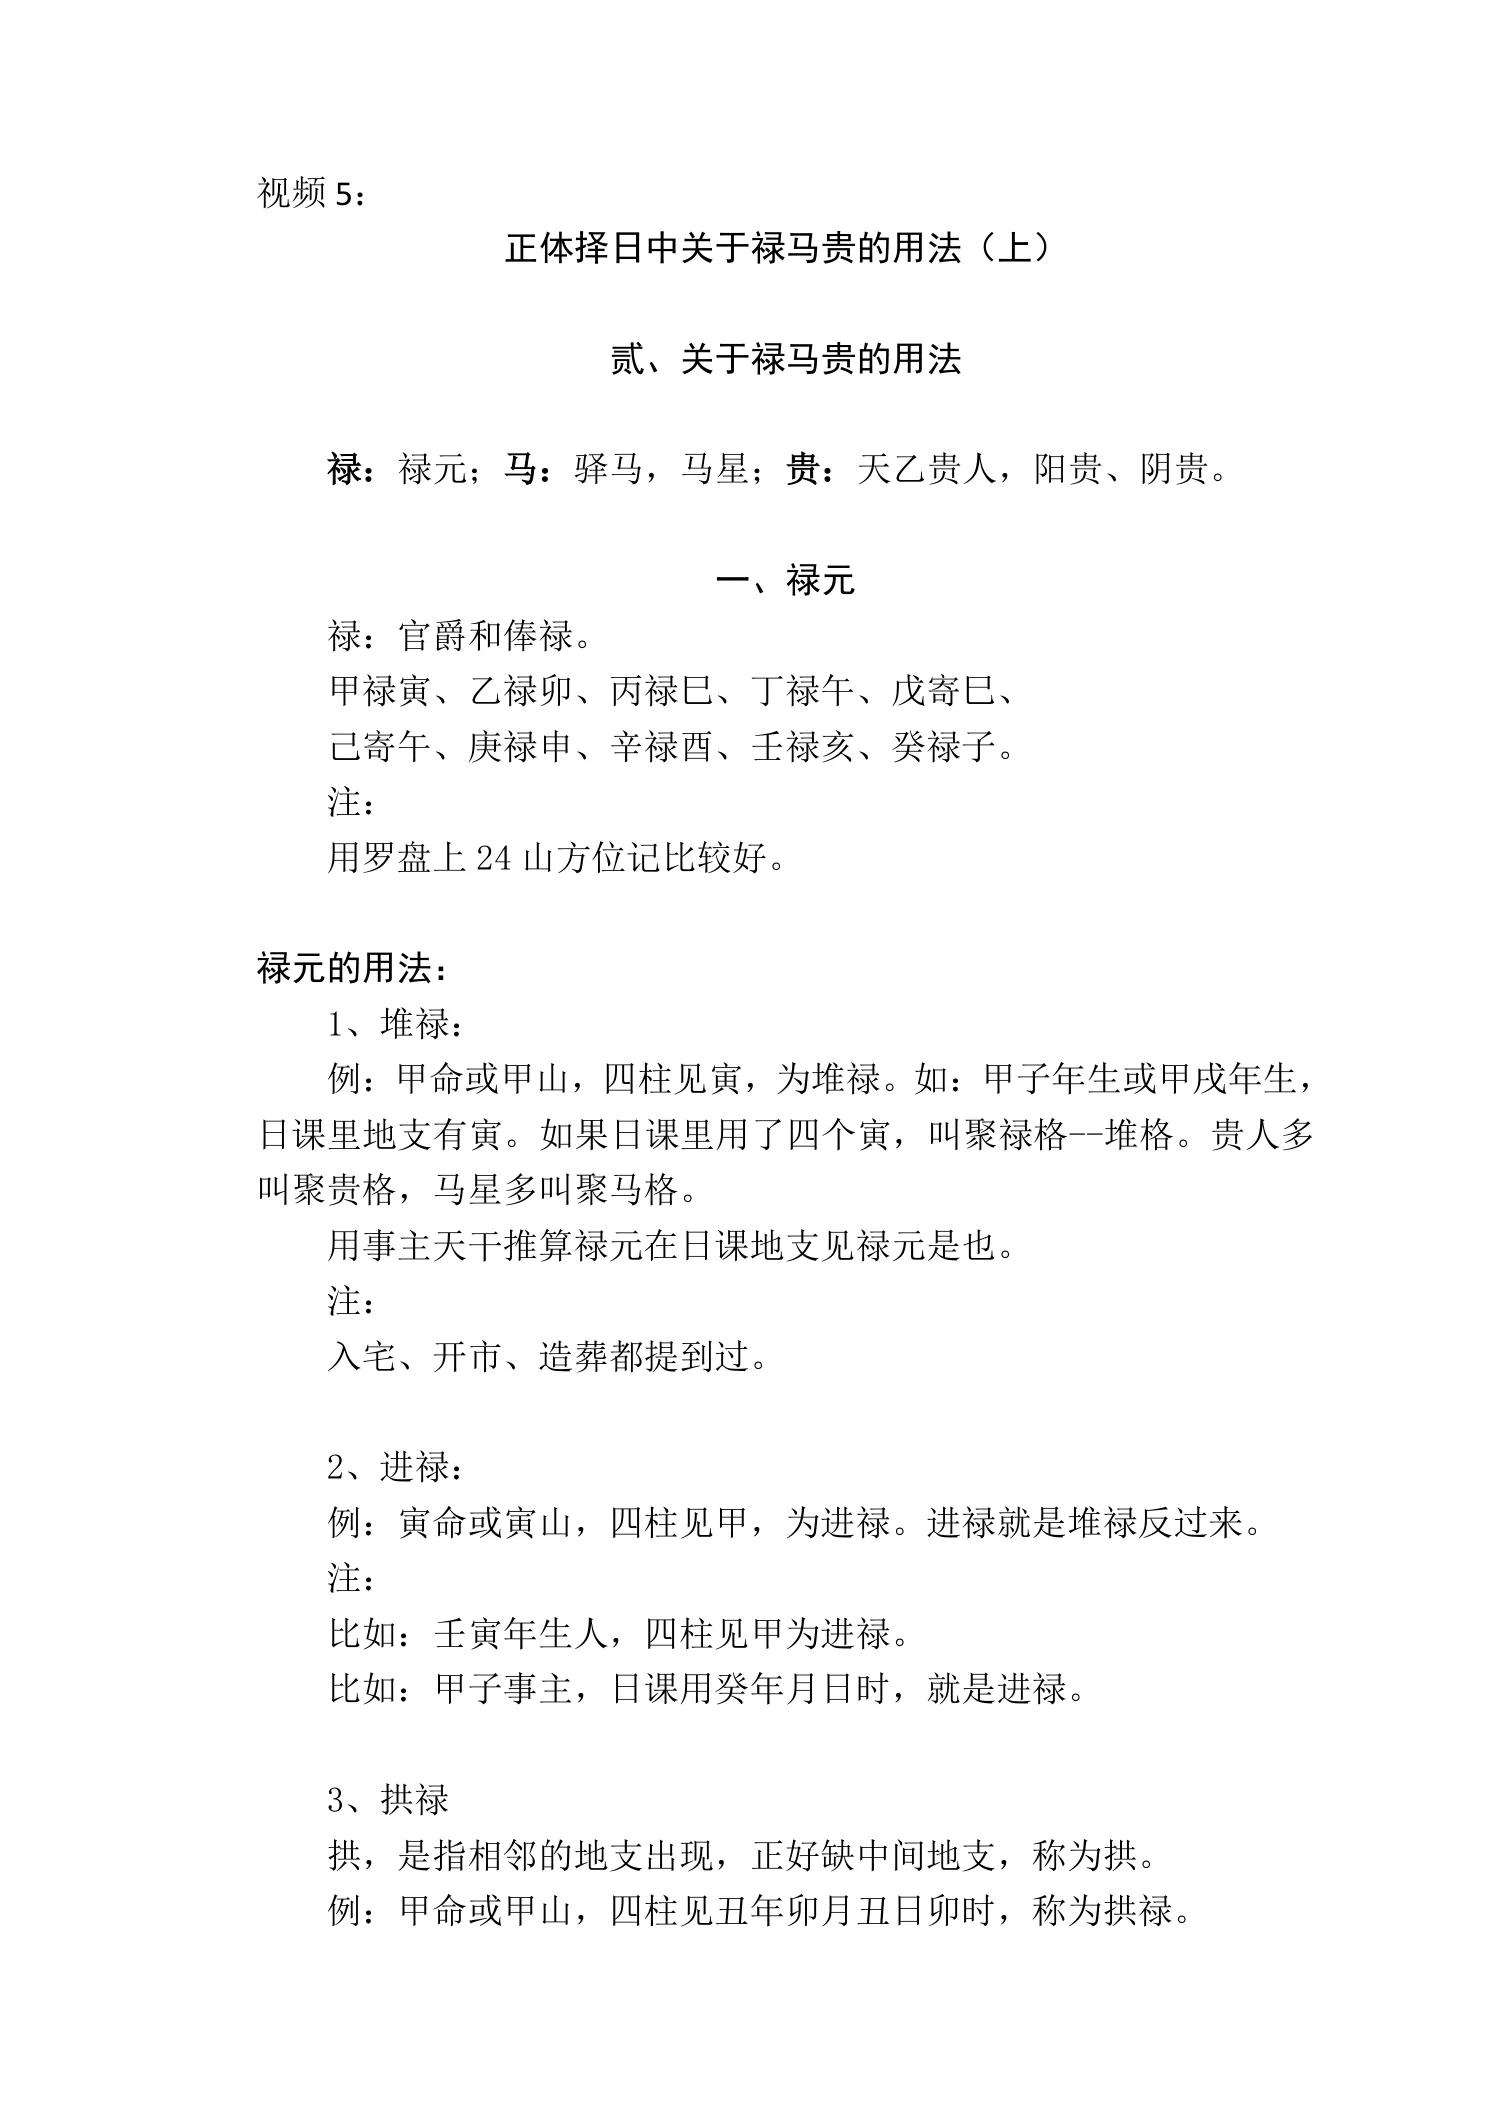 视频 5：
正体择日中关于禄马贵的用法（上）
贰、关于禄马贵的用法
禄：禄元；马：驿马，马星；贵：天乙贵人，阳贵、阴贵。
一、禄元
禄：官爵和俸禄。
甲禄寅、乙禄卯、丙禄巳、丁禄午、戊寄巳、
己寄午、庚禄申、辛禄酉、壬禄亥、癸禄子。
注：
用罗盘上 24 山方位记比较好。
禄元的用法：
1、堆禄：
例：甲命或甲山，四柱见寅，为堆禄。如：甲子年生或甲戌年生，
日课里地支有寅。如果日课里用了四个寅，叫聚禄格--堆格。贵人多
叫聚贵格，马星多叫聚马格。
用事主天干推算禄元在日课地支见禄元是也。
注：
入宅、开市、造葬都提到过。
2、进禄：
例：寅命或寅山，四柱见甲，为进禄。进禄就是堆禄反过来。
注：
比如：壬寅年生人，四柱见甲为进禄。
比如：甲子事主，日课用癸年月日时，就是进禄。
3、拱禄
拱，是指相邻的地支出现，正好缺中间地支，称为拱。
例：甲命或甲山，四柱见丑年卯月丑日卯时，称为拱禄。